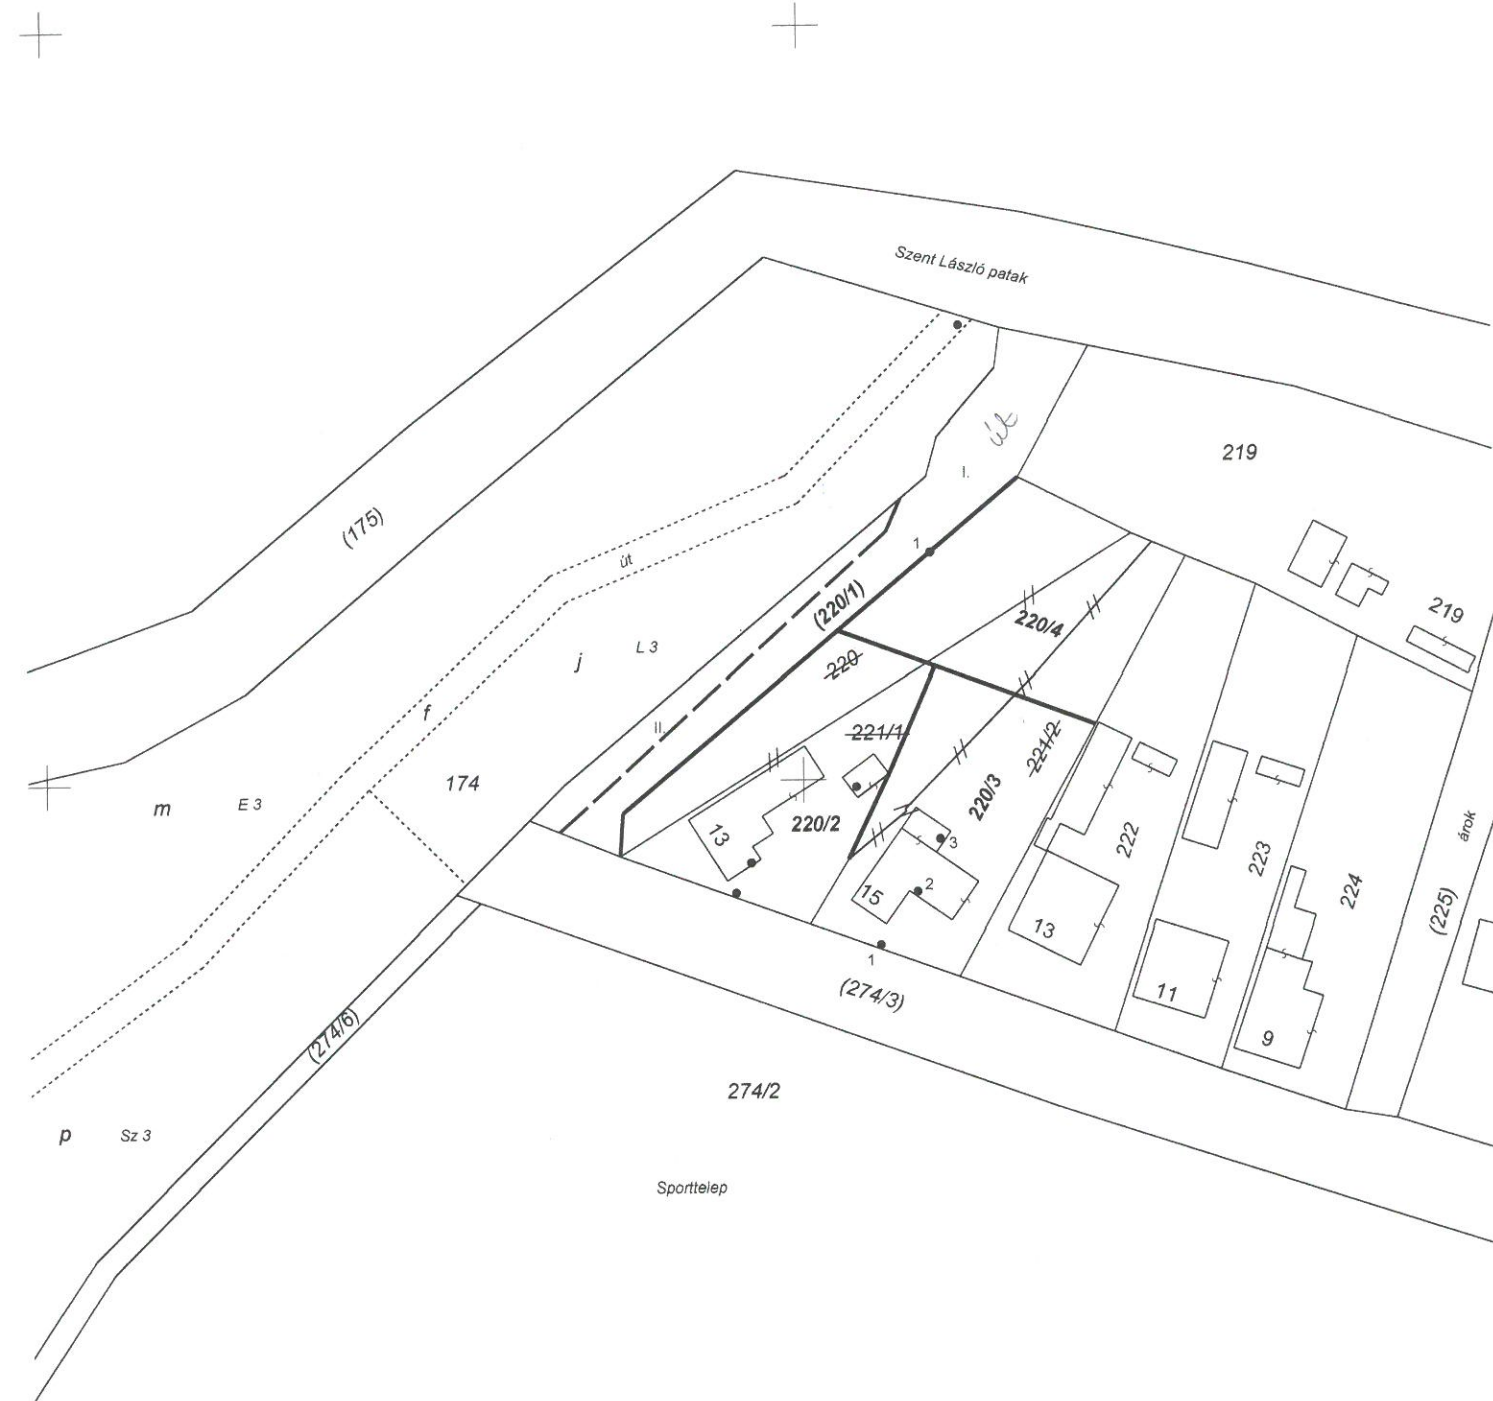 Szent László patak
út
219
I.
(175)
1
út
(220/1)
220/4
219
j
L 3
220
f
II.
221/1
221/2
174
m
E 3
220/3
13
220/2
3
222
árok
223
15
2
224
(225)
13
1
11
(274/3)
9
(274/6)
274/2
p
Sz 3
Sporttelep